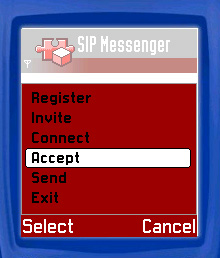 SIP Messenger
Register
Invite
Connect
Accept
Send
Exit
Select Cancel